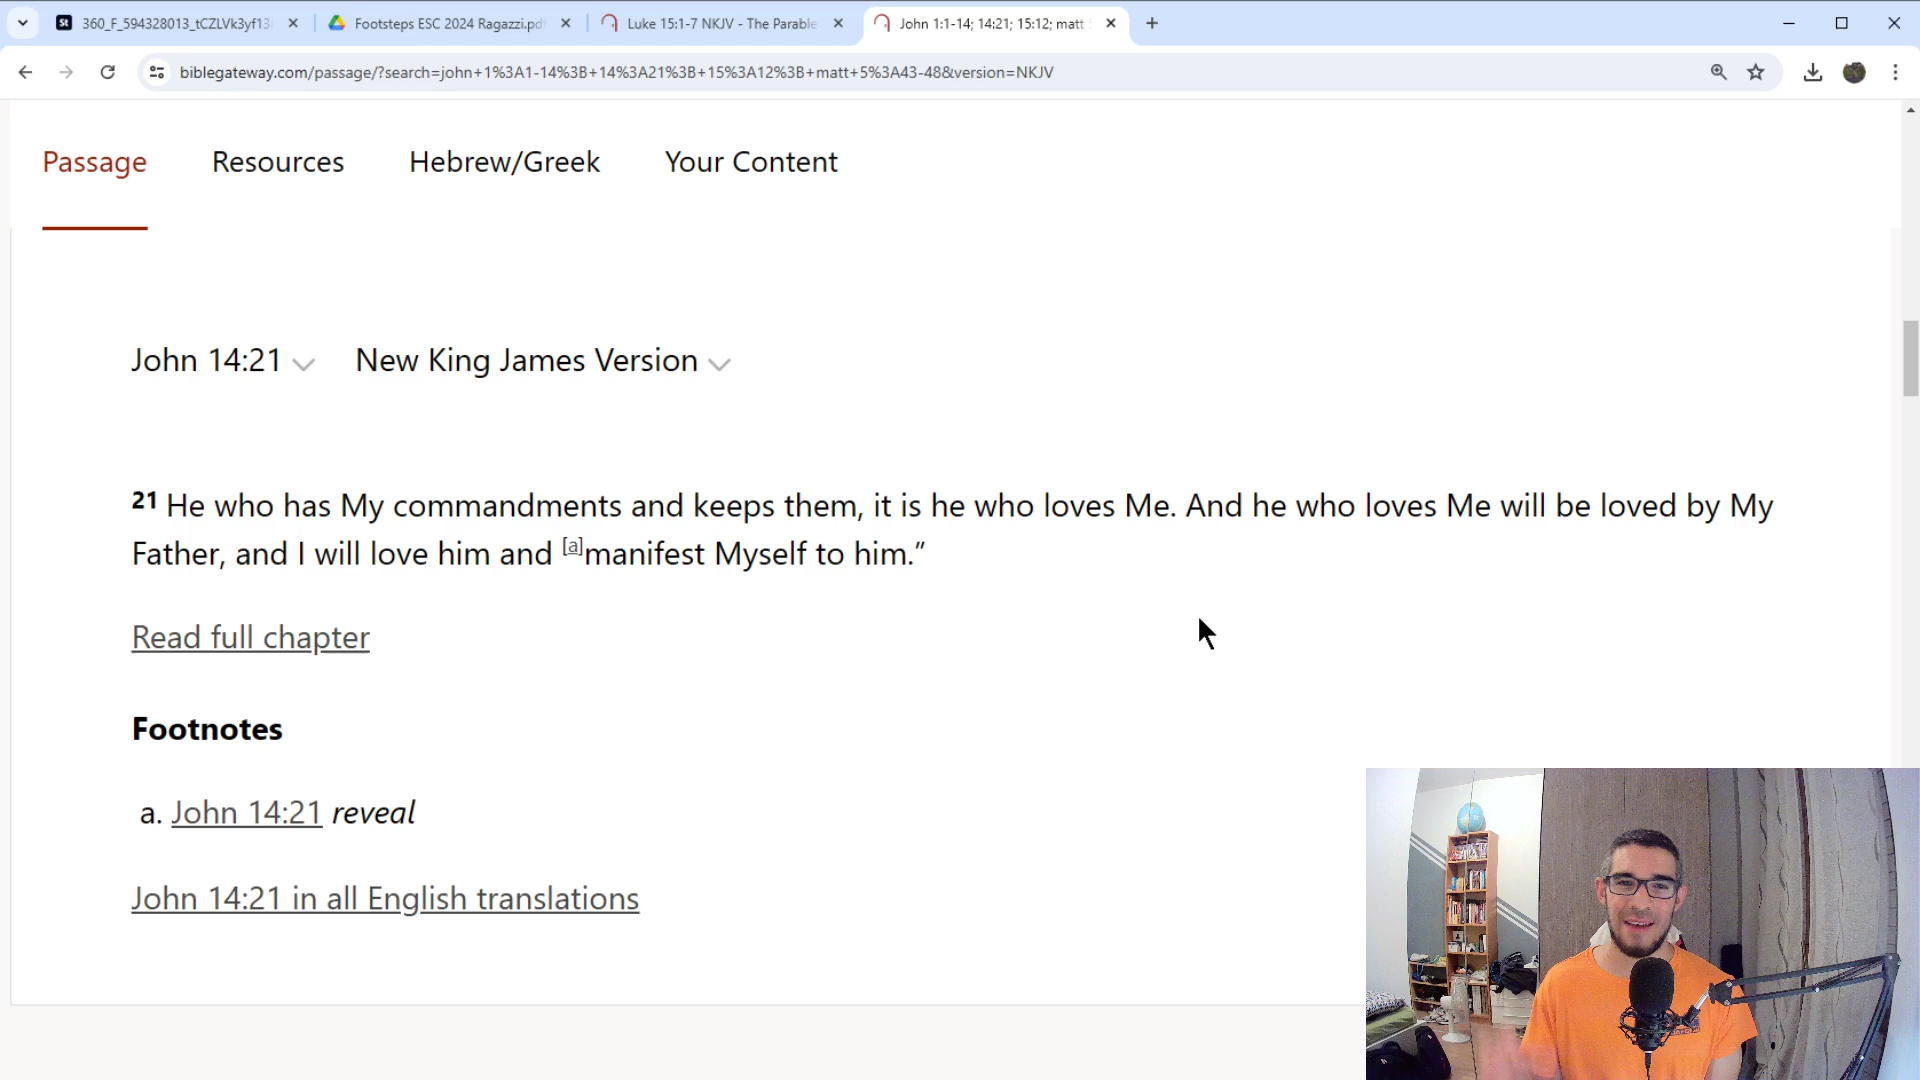 360_F_594328013_tCZLVk3yf13
Footsteps ESC 2024 Ragazzi.pd
Luke 15:1-7 NKJV - The Parable
John 1:1-14; 14:21; 15:12; matt
biblegateway.com/passage/?search=john+1%3A1-14%3B+14%3A21%3B+15%3A12%3B+matt+5%3A43-48&version=NKJV
Passage Resources Hebrew/Greek Your Content
John 14:21 New King James Version
21 He who has My commandments and keeps them, it is he who loves Me. And he who loves Me will be loved by My
Father, and I will love him and [a]manifest Myself to him.”
Read full chapter
Footnotes
a. John 14:21 reveal
John 14:21 in all English translations